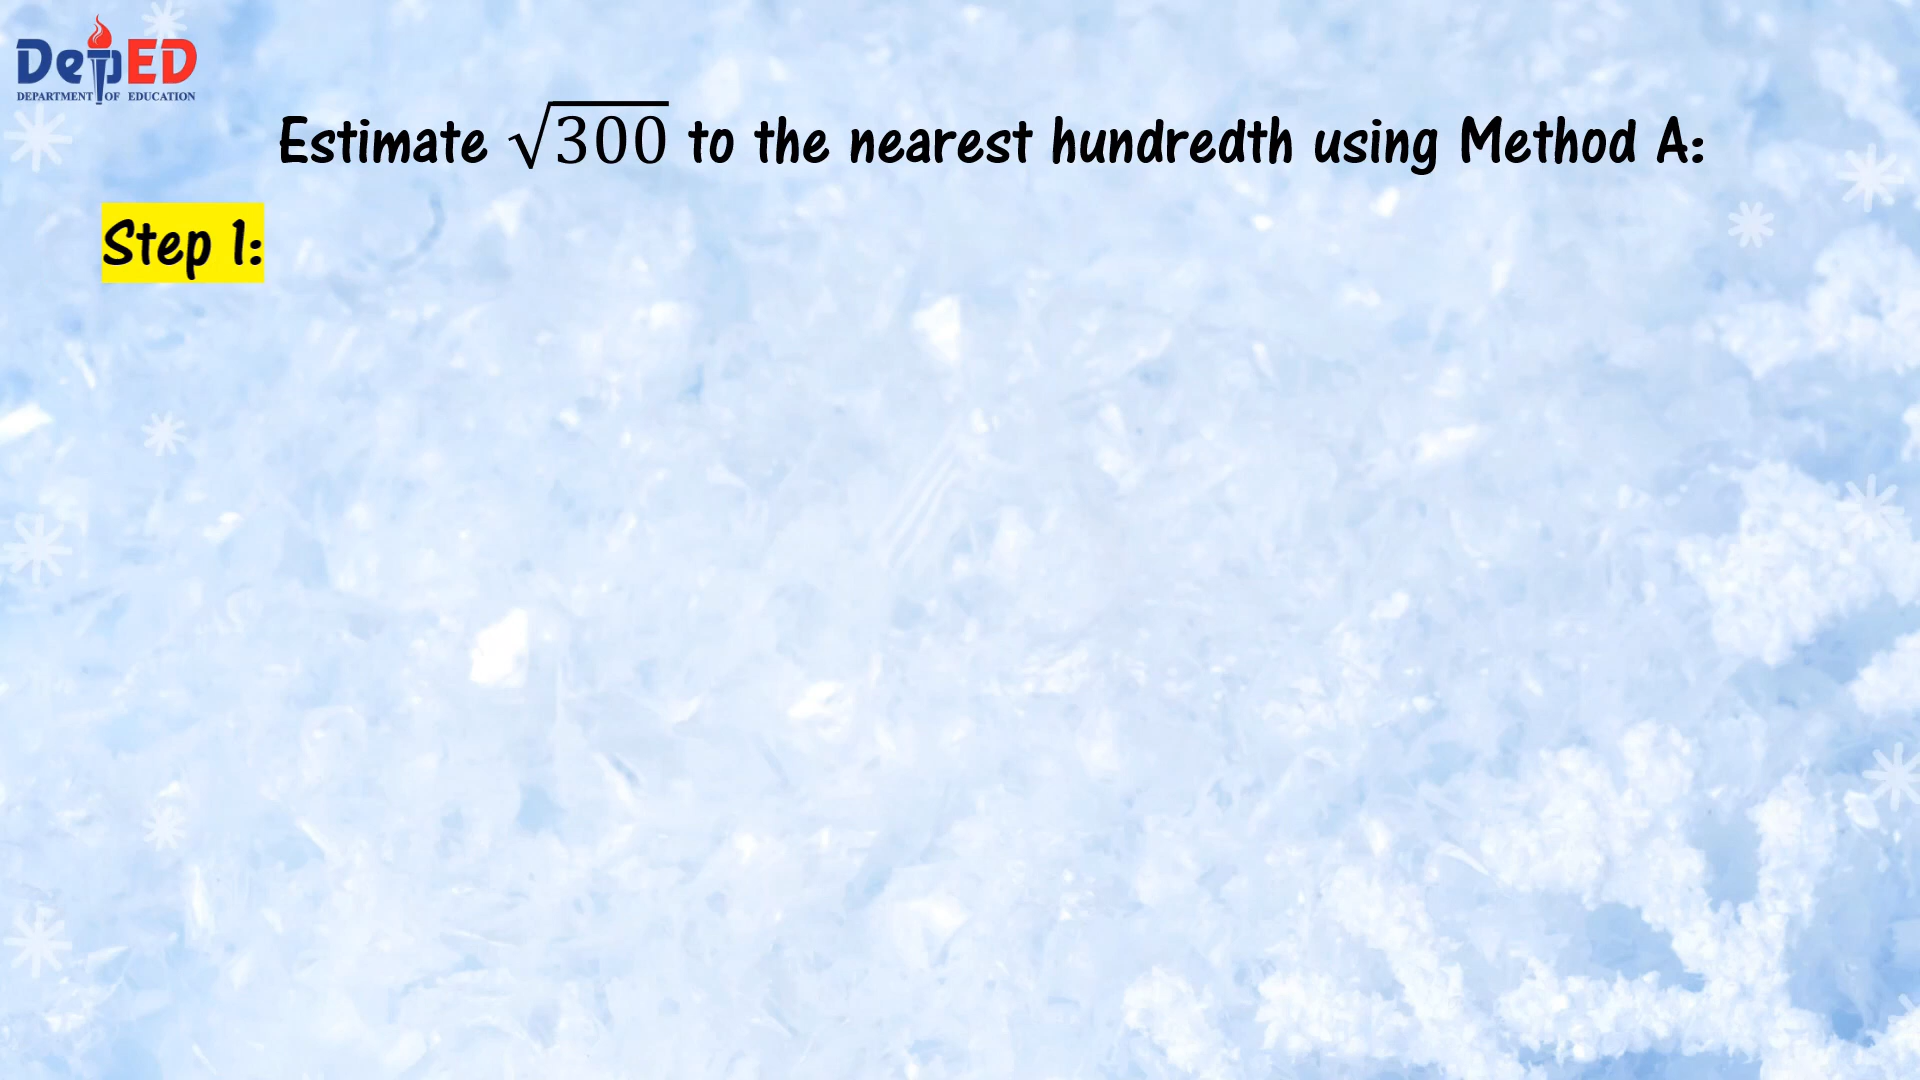 DepED
DEPARTMENT OF EDUCATION
Estimate √300 to the nearest hundredth using Method A:
Step 1: